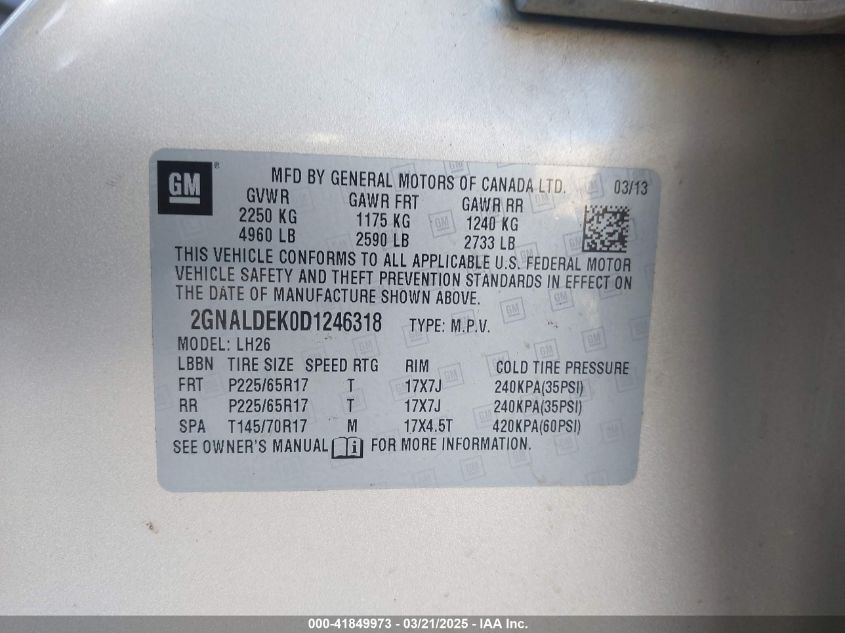 GM
MFD BY GENERAL MOTORS OF CANADA LTD. 03/13
GVWR GAWR FRT GAWR RR
2250 KG 1175 KG 1240 KG
4960 LB 2590 LB 2733 LB
THIS VEHICLE CONFORMS TO ALL APPLICABLE U.S. FEDERAL MOTOR
VEHICLE SAFETY AND THEFT PREVENTION STANDARDS IN EFFECT ON
THE DATE OF MANUFACTURE SHOWN ABOVE.
2GNALDEK0D1246318 TYPE: M.P.V.
MODEL: LH26
LBBN TIRE SIZE SPEED RTG RIM COLD TIRE PRESSURE
FRT P225/65R17 T 17X7J 240KPA(35PSI)
RR P225/65R17 T 17X7J 240KPA(35PSI)
SPA T145/70R17 M 17X4.5T 420KPA(60PSI)
SEE OWNER'S MANUAL FOR MORE INFORMATION.
000-41849973 - 03/21/2025 - IAA Inc.